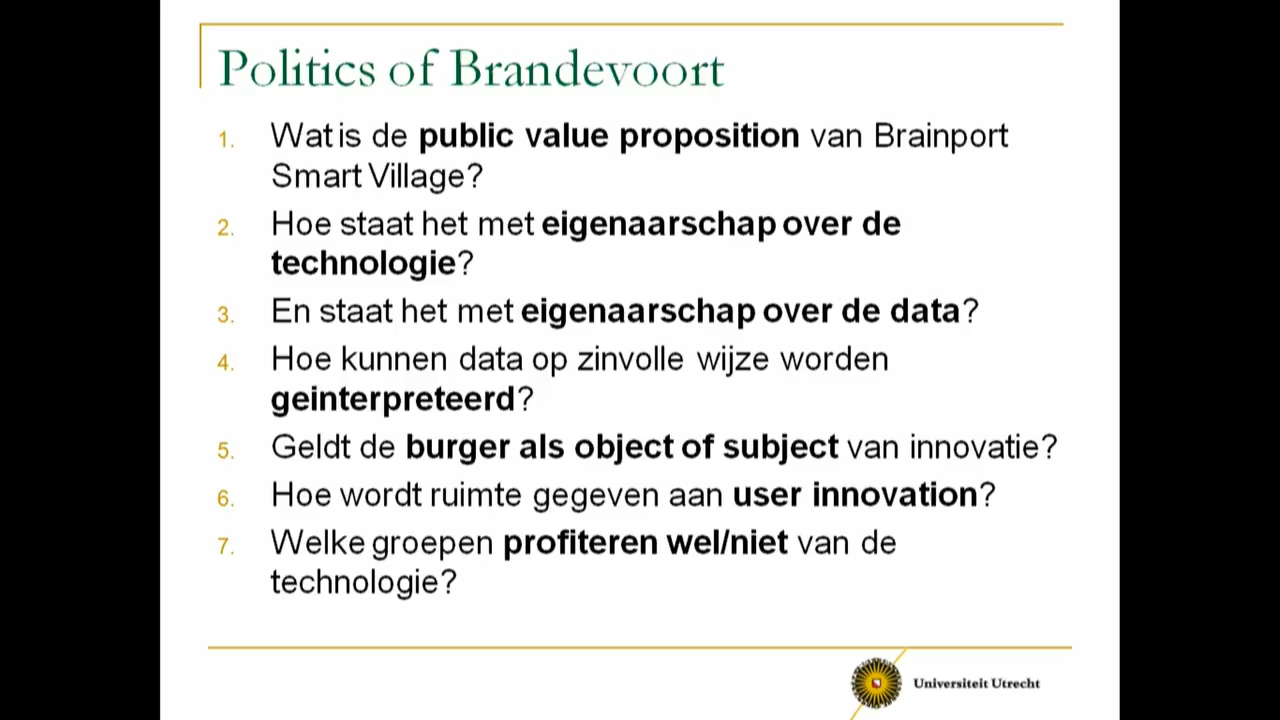 Politics of Brandevoort
1. Wat is de public value proposition van Brainport
Smart Village?
2. Hoe staat het met eigenaarschap over de
technologie?
3. En staat het met eigenaarschap over de data?
4. Hoe kunnen data op zinvolle wijze worden
geinterpreteerd?
5. Geldt de burger als object of subject van innovatie?
6. Hoe wordt ruimte gegeven aan user innovation?
7. Welke groepen profiteren wel/niet van de
technologie?
Universiteit Utrecht